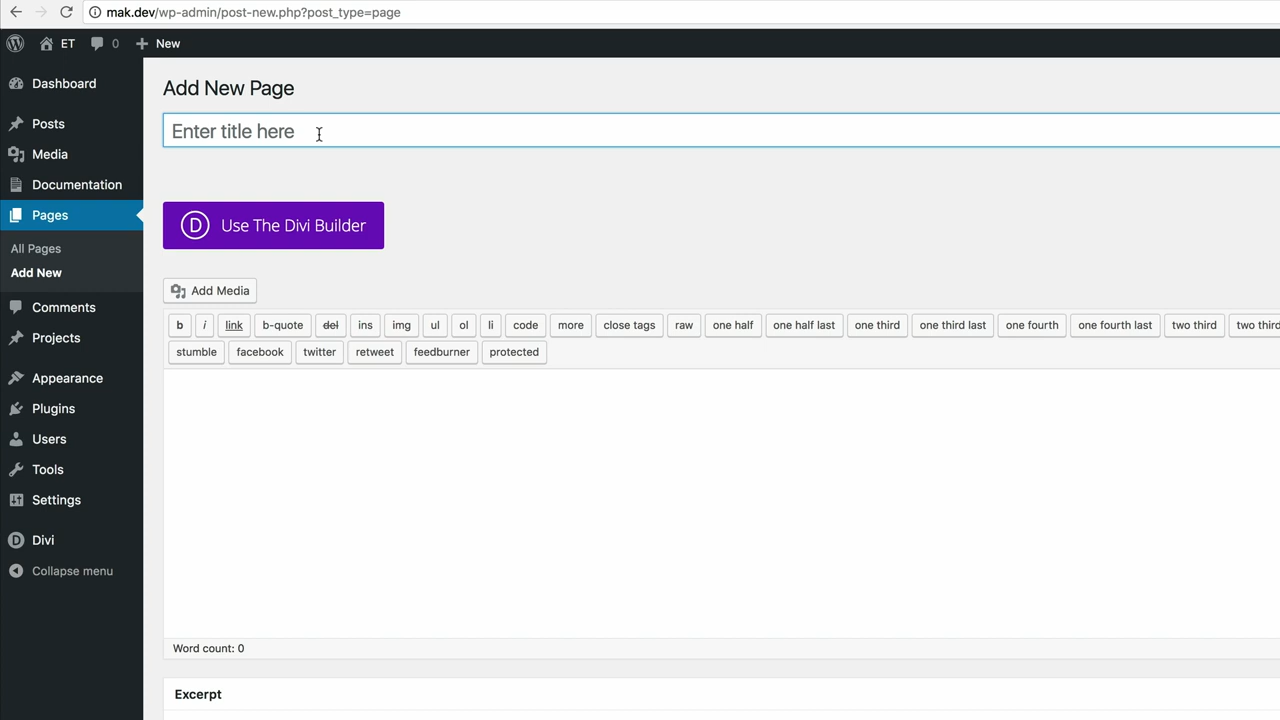 mak.dev/wp-admin/post-new.php?post_type=page
ET 0 New
Dashboard
Posts
Media
Documentation
Pages
All Pages
Add New
Comments
Projects
Appearance
Plugins
Users
Tools
Settings
Divi
Collapse menu
Add New Page
Enter title here
D Use The Divi Builder
Add Media
b i link b-quote del ins img ul ol li code more close tags raw one half one half last one third one third last one fourth one fourth last two third two third
stumble facebook twitter retweet feedburner protected
Word count: 0
Excerpt